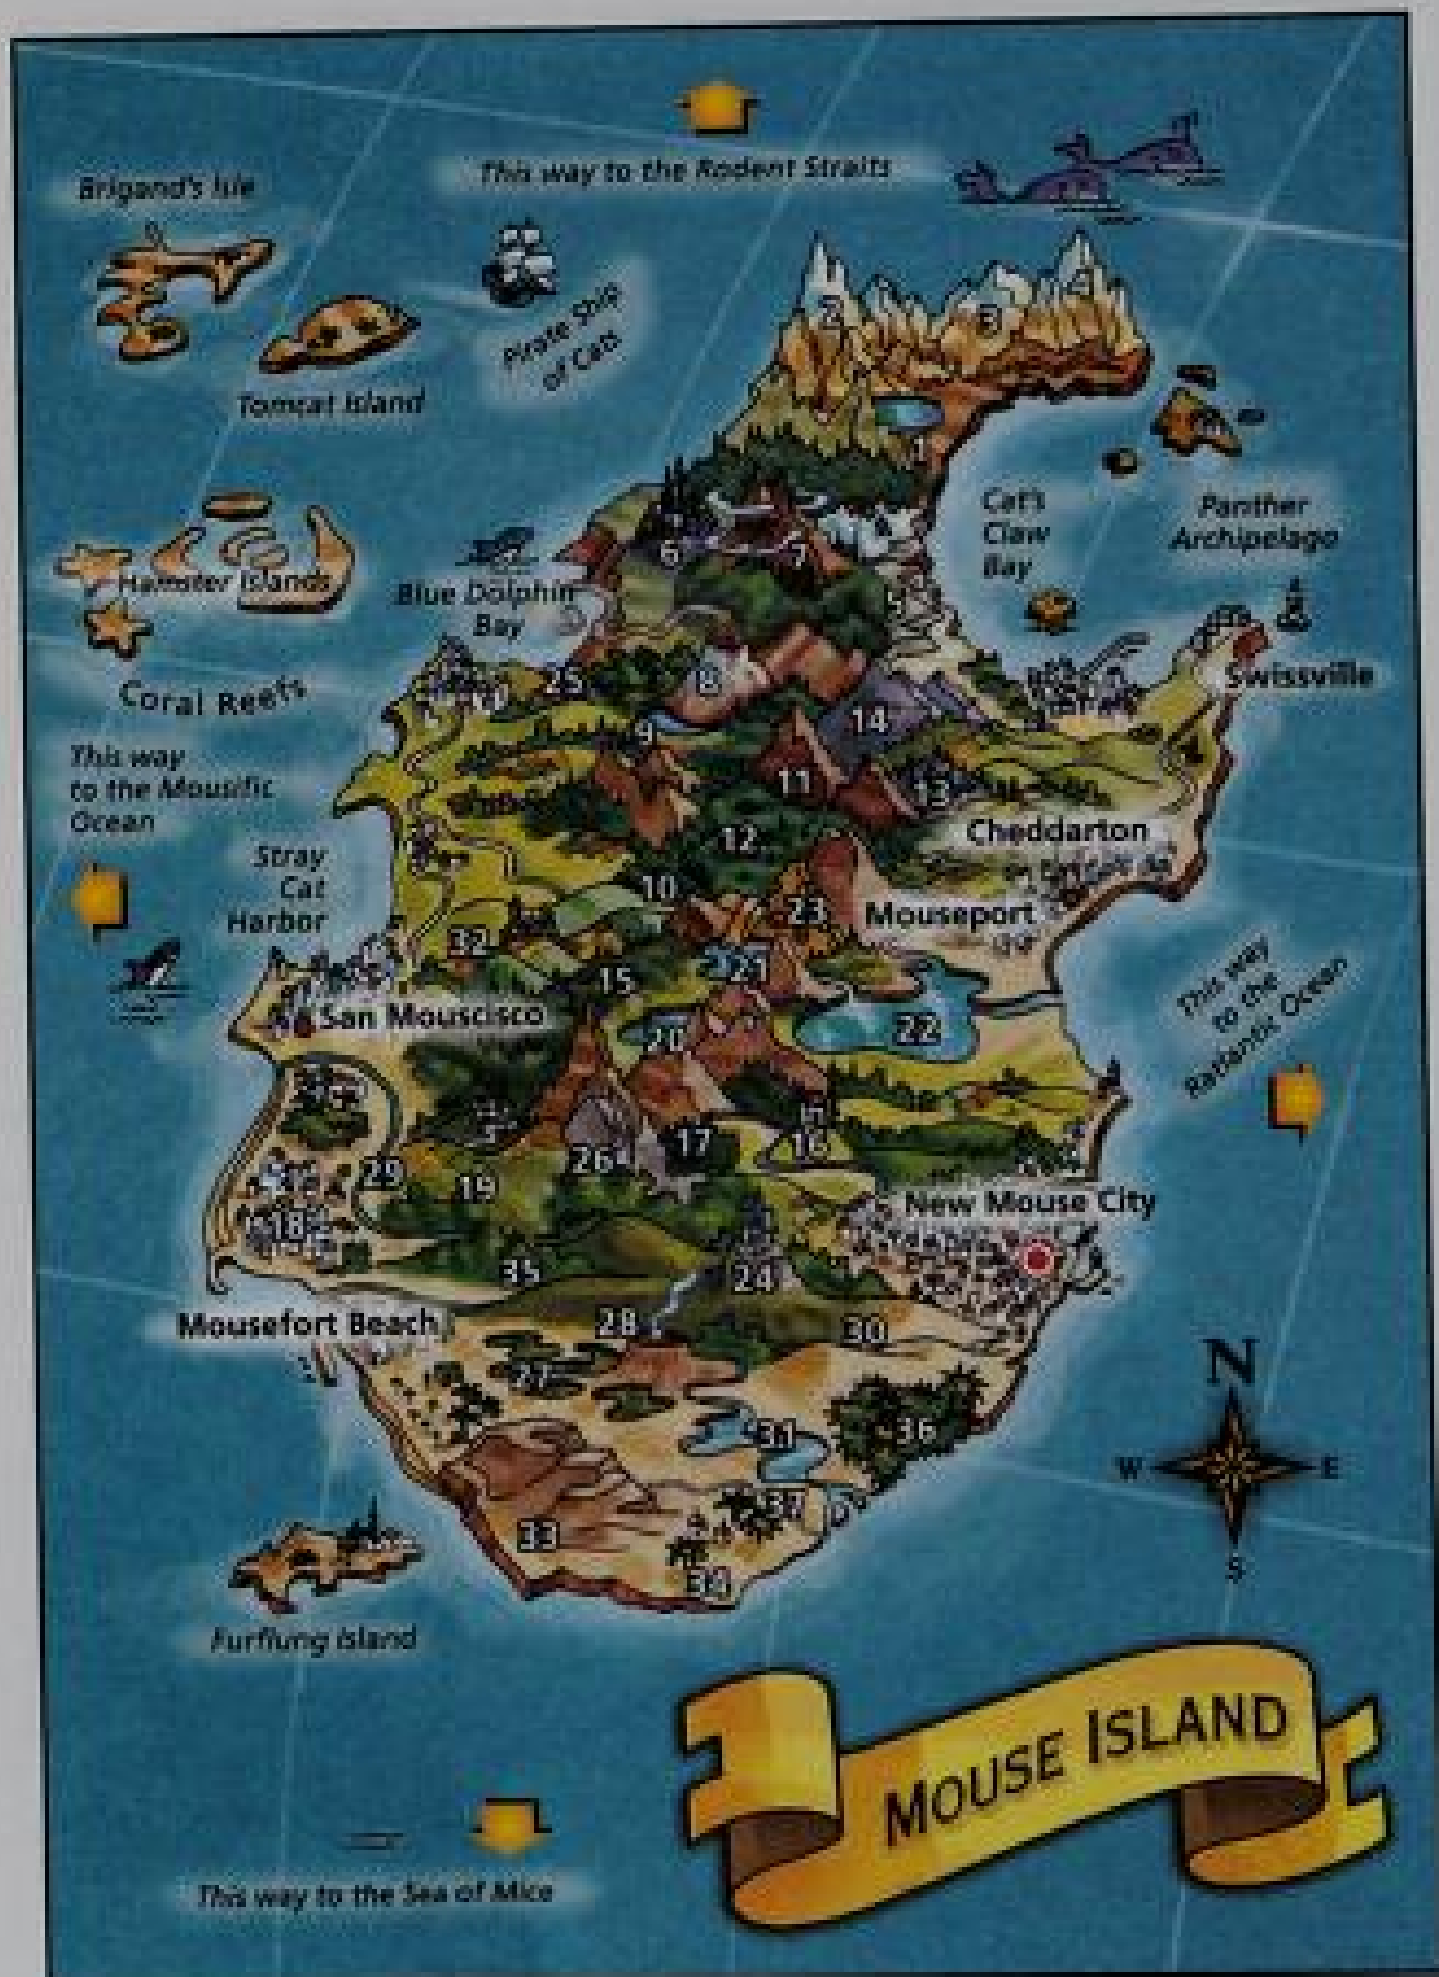 This way to the Rodent Straits
Brigand's Isle
Pirate Ship
of Cats
Tomcat Island
2
3
4
1
Cat's
Claw
Bay
Panther
Archipelago
Hamster Islands
Blue Dolphin
Bay
6
7
5
Coral Reefs
25
8
Swissville
9
14
This way
to the Mousific
Ocean
11
13
Cheddarton
12
Stray
Cat
Harbor
10
23
Mouseport
32
15
21
This way
to the
Ratlantic Ocean
San Mouscisco
20
22
17
16
26
29
19
New Mouse City
18
35
24
Mousefort Beach
28
30
27
31
36
N
W
E
S
33
37
Furflung Island
MOUSE ISLAND
This way to the Sea of Mice